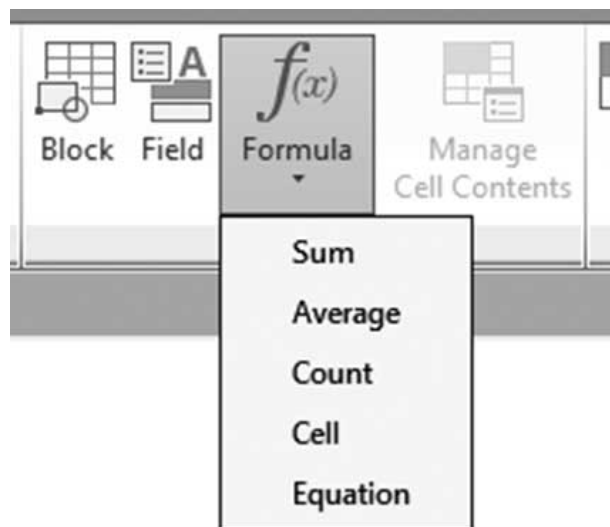 A
f(x)
Block
Field
Formula
Manage
Cell Contents
Sum
Average
Count
Cell
Equation